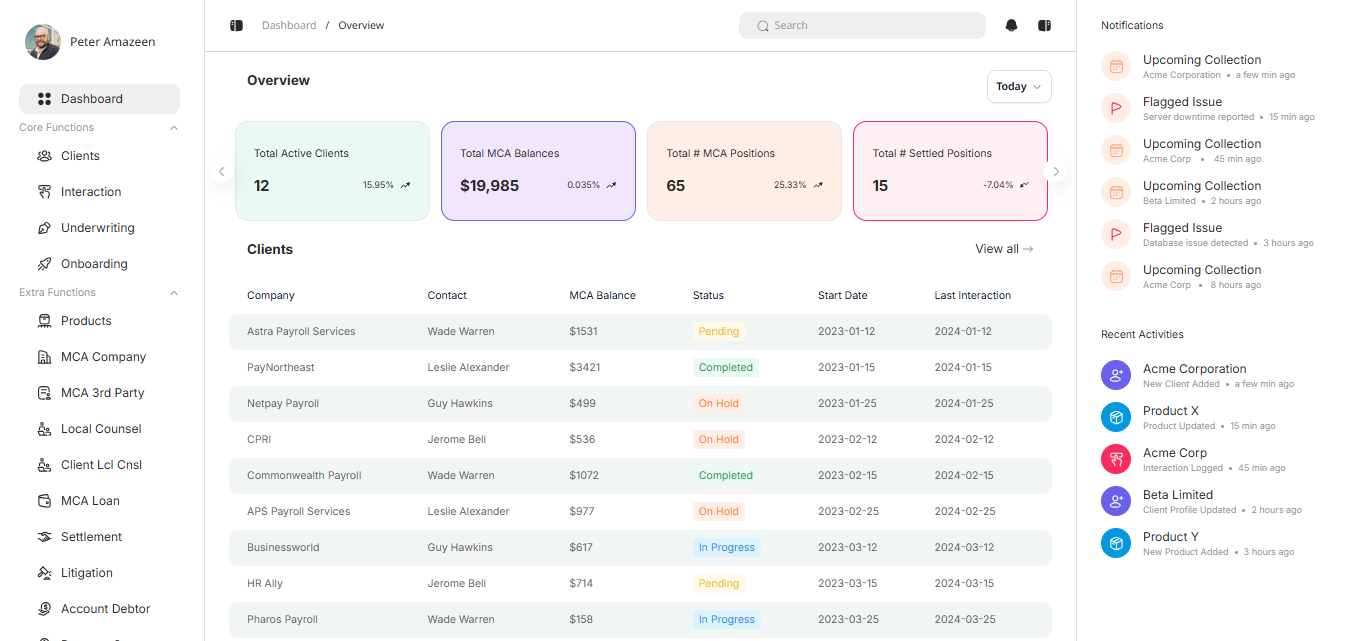 Peter Amazeen
Dashboard
Core Functions
Clients
Interaction
Underwriting
Onboarding
Extra Functions
Products
MCA Company
MCA 3rd Party
Local Counsel
Client Lcl Cnsl
MCA Loan
Settlement
Litigation
Account Debtor
Dashboard / Overview
Search
Overview
Today
Total Active Clients
12 15.95%
Total MCA Balances
$19,985 0.035%
Total # MCA Positions
65 25.33%
Total # Settled Positions
15 -7.04%
Clients
View all
Company Contact MCA Balance Status Start Date Last Interaction
Astra Payroll Services Wade Warren $1531 Pending 2023-01-12 2024-01-12
PayNortheast Leslie Alexander $3421 Completed 2023-01-15 2024-01-15
Netpay Payroll Guy Hawkins $499 On Hold 2023-01-25 2024-01-25
CPRI Jerome Bell $536 On Hold 2023-02-12 2024-02-12
Commonwealth Payroll Wade Warren $1072 Completed 2023-02-15 2024-02-15
APS Payroll Services Leslie Alexander $977 On Hold 2023-02-25 2024-02-25
Businessworld Guy Hawkins $617 In Progress 2023-03-12 2024-03-12
HR Ally Jerome Bell $714 Pending 2023-03-15 2024-03-15
Pharos Payroll Wade Warren $158 In Progress 2023-03-25 2024-03-25
Notifications
Upcoming Collection
Acme Corporation • a few min ago
Flagged Issue
Server downtime reported • 15 min ago
Upcoming Collection
Acme Corp • 45 min ago
Upcoming Collection
Beta Limited • 2 hours ago
Flagged Issue
Database issue detected • 3 hours ago
Upcoming Collection
Acme Corp • 8 hours ago
Recent Activities
Acme Corporation
New Client Added • a few min ago
Product X
Product Updated • 15 min ago
Acme Corp
Interaction Logged • 45 min ago
Beta Limited
Client Profile Updated • 2 hours ago
Product Y
New Product Added • 3 hours ago